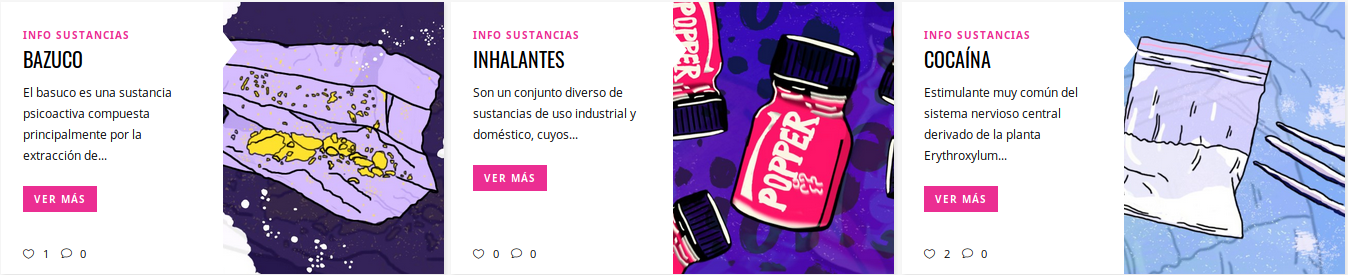 INFO SUSTANCIAS
BAZUCO
El basuco es una sustancia
psicoactiva compuesta
principalmente por la
extracción de...
VER MÁS
1 0
INFO SUSTANCIAS
INHALANTES
Son un conjunto diverso de
sustancias de uso industrial y
doméstico, cuyos...
VER MÁS
0 0
POPPER
POPPER
INFO SUSTANCIAS
COCAÍNA
Estimulante muy común del
sistema nervioso central
derivado de la planta
Erythroxylum...
VER MÁS
2 0